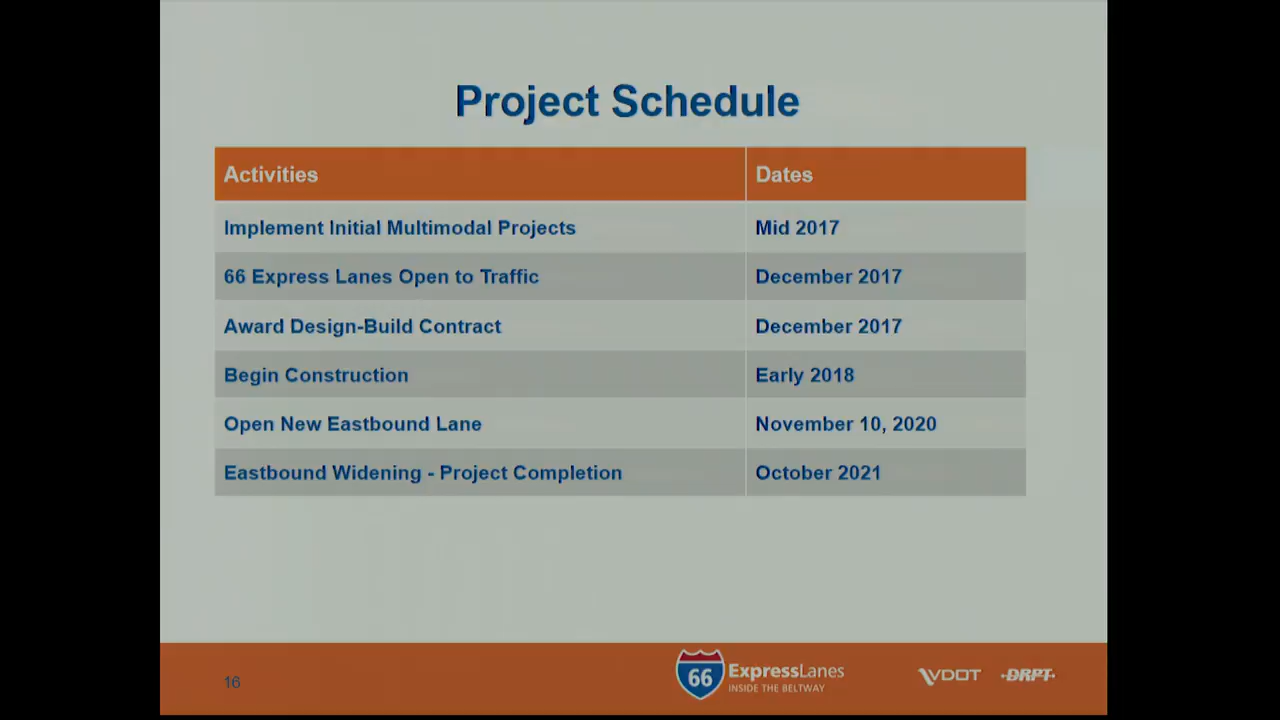 Project Schedule
Activities Dates
Implement Initial Multimodal Projects Mid 2017
66 Express Lanes Open to Traffic December 2017
Award Design-Build Contract December 2017
Begin Construction Early 2018
Open New Eastbound Lane November 10, 2020
Eastbound Widening - Project Completion October 2021
16
66
ExpressLanes
INSIDE THE BELTWAY
VDOT
DRPT